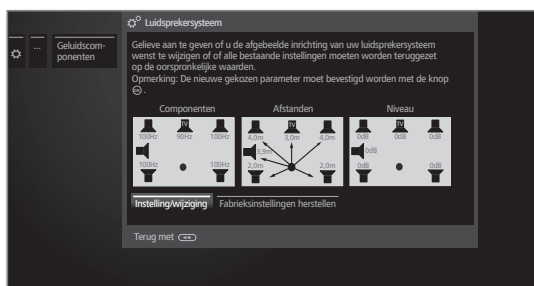 Luidsprekersysteem
...
Geluidscom-
ponenten
Gelieve aan te geven of u de afgebeelde inrichting van uw luidsprekersysteem
wenst te wijzigen of of alle bestaande instellingen moeten worden teruggezet
op de oorspronkelijke waarden.
Opmerking: De nieuwe gekozen parameter moet bevestigd worden met de knop
OK .
Componenten
TV
100Hz 90Hz 100Hz
100Hz 100Hz
Afstanden
TV
4,0m 3,0m 4,0m
3,9m
2,0m 2,0m
Niveau
TV
0dB 0dB 0dB
0dB
0dB 0dB
Instelling/wijziging Fabrieksinstellingen herstellen
Terug met